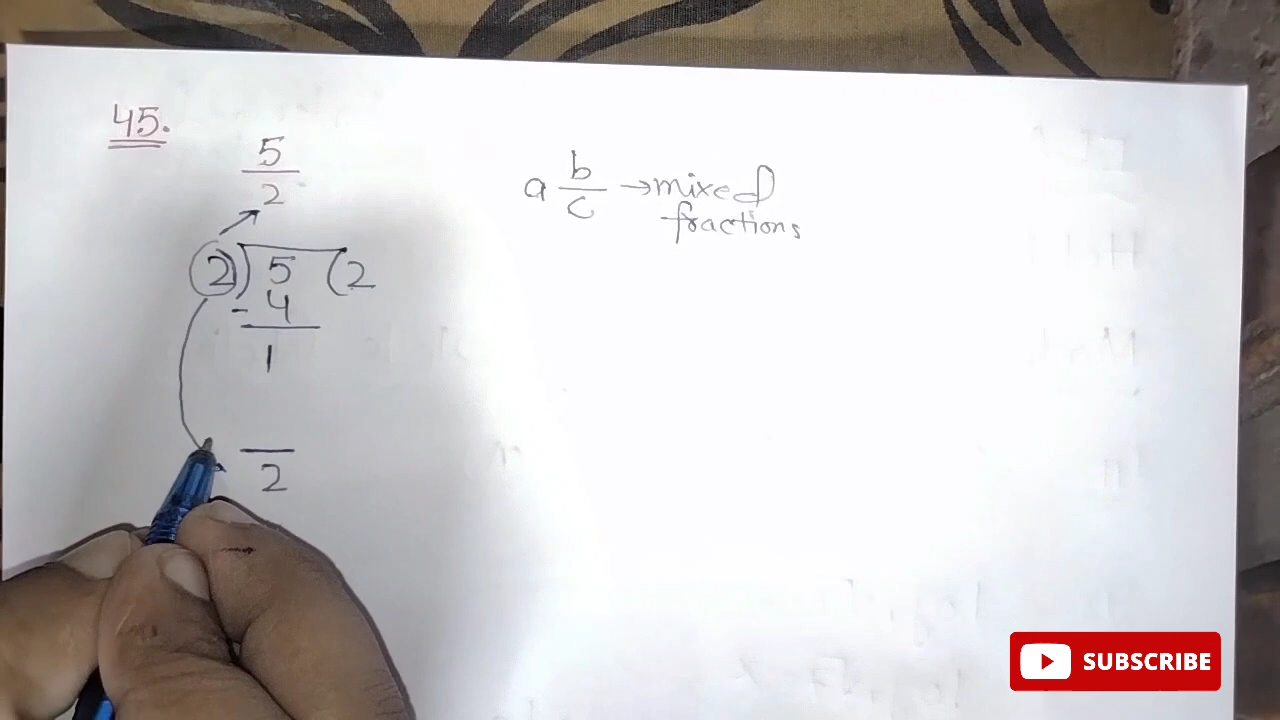 45.
5
2
a b/c → mixed
fractions
2) 5 (2
- 4
1
2
SUBSCRIBE